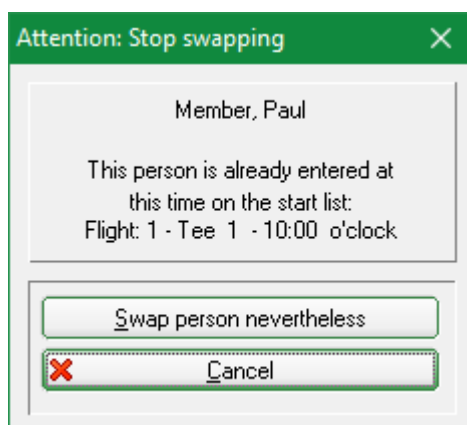 Attention: Stop swapping
Member, Paul
This person is already entered at
this time on the start list:
Flight: 1 - Tee 1 - 10:00 o'clock
Swap person nevertheless
Cancel